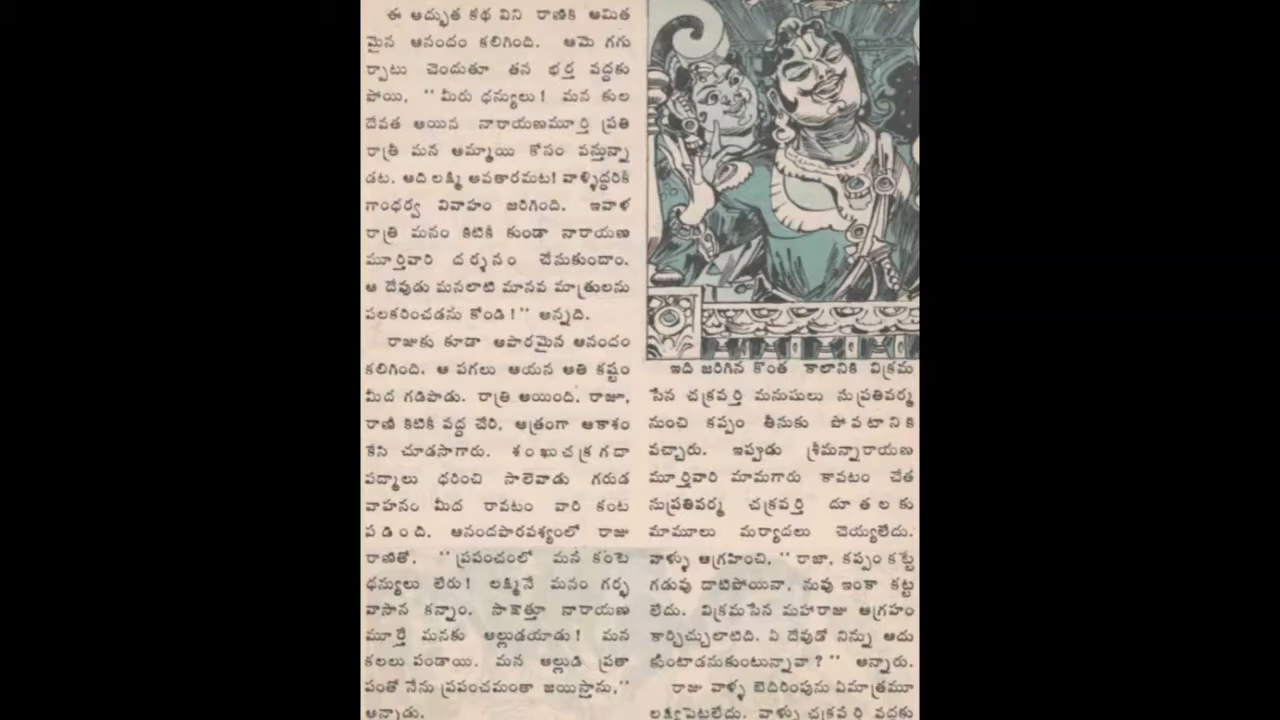 ఈ అద్భుత కథ విని రాణికి అమిత
మైన ఆనందం కలిగింది. ఆమె గగు
ర్పాటు చెందుతూ తన భర్త వద్దకు
పోయి, "మీరు ధన్యులు! మన కుల
దేవత అయిన నారాయణమూర్తి ప్రతి
రాత్రీ మన అమ్మాయి కోసం వస్తున్నా
డట. అది లక్ష్మి అవతారమట! వాళ్ళిద్దరికీ
గాంధర్వ వివాహం జరిగింది. ఇవాళ
రాత్రి మనం కిటికీ కుండా నారాయణ
మూర్తివారి దర్శనం చేసుకుందాం.
ఆ దేవుడు మనలాటి మానవ మాత్రులను
పలకరించడను కోండి!" అన్నది.
రాజుకు కూడా అపారమైన ఆనందం
కలిగింది. ఆ పగలు ఆయన అతి కష్టం
మీద గడిపాడు. రాత్రి అయింది. రాజూ,
రాణీ కిటికీ వద్ద చేరి, ఆత్రంగా ఆకాశం
కేసి చూడసాగారు. శంఖుచక్రగదా
పద్మాలు ధరించి సాలెవాడు గరుడ
వాహనం మీద రావటం వారి కంట
పడింది. ఆనందపారవశ్యంలో రాజు
రాణితో, "ప్రపంచంలో మన కంటె
ధన్యులు లేరు! లక్ష్మినే మనం గర్భ
వాసాన కన్నాం. సాక్షాత్తూ నారాయణ
మూర్తే మనకు అల్లుడయాడు! మన
కలలు పండాయి. మన అల్లుడి ప్రతా
పంతో నేను ప్రపంచమంతా జయిస్తాను,"
అన్నాడు.
ఇది జరిగిన కొంత కాలానికి విక్రమ
సేన చక్రవర్తి మనుషులు సుప్రతివర్మ
నుంచి కప్పం తీసుకు పోవటానికి
వచ్చారు. ఇప్పుడు శ్రీమన్నారాయణ
మూర్తివారి మామగారు కావటం చేత
సుప్రతివర్మ చక్రవర్తి దూతలకు
మామూలు మర్యాదలు చెయ్యలేదు.
వాళ్ళు ఆగ్రహించి, "రాజా, కప్పం కట్టే
గడువు దాటిపోయినా, నువు ఇంకా కట్ట
లేదు. విక్రమసేన మహారాజు ఆగ్రహం
కార్చిచ్చులాటిది. ఏ దేవుడో నిన్ను ఆదు
కుంటాడనుకుంటున్నావా?" అన్నారు.
రాజు వాళ్ళ బెదిరింపును ఏమాత్రమూ
లక్ష్యపెటలేదు. వాళ్ళు చక్రవర్తి వద్దకు